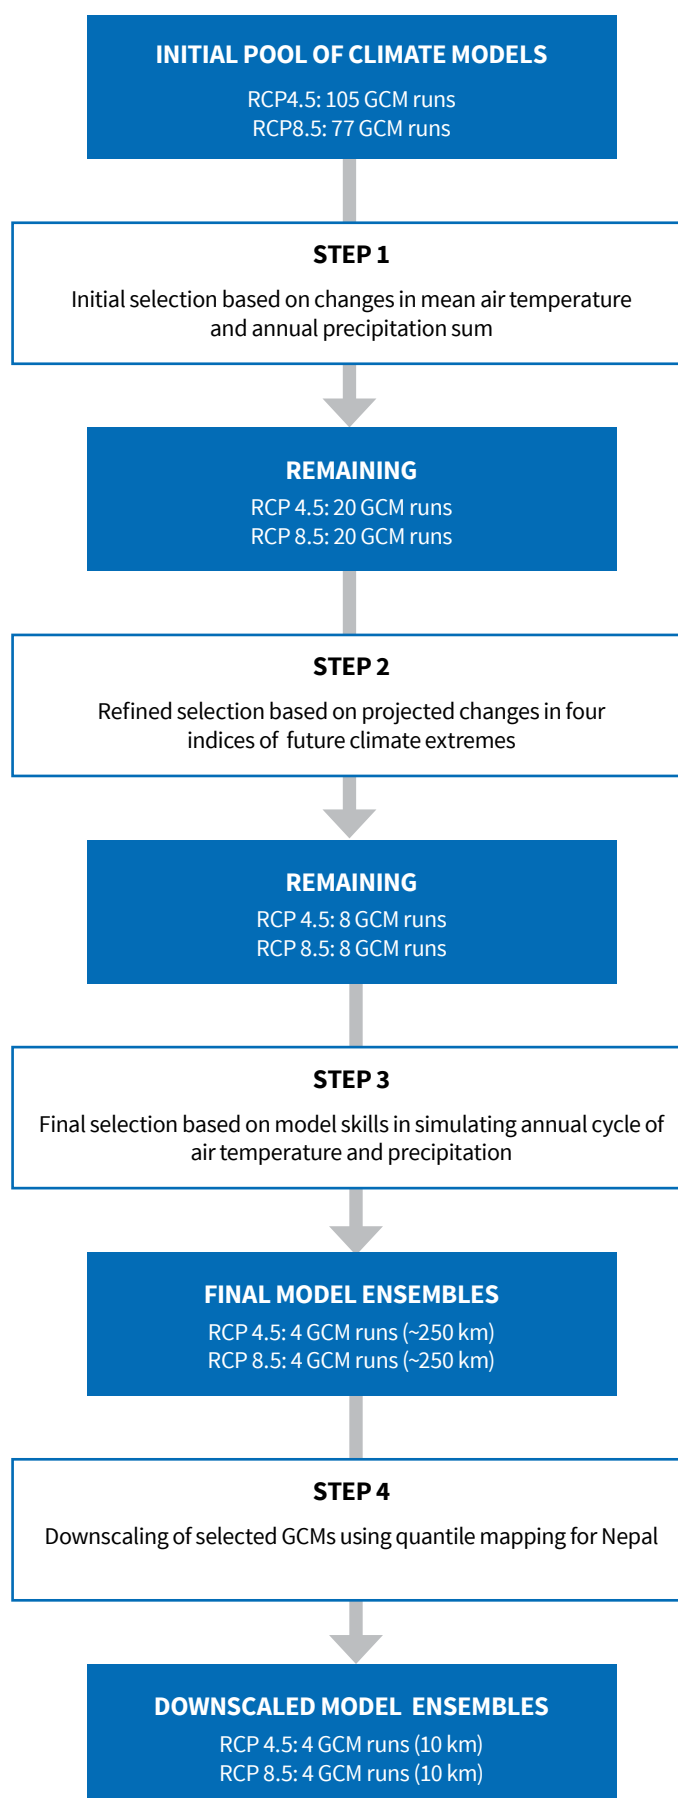 INITIAL POOL OF CLIMATE MODELS
RCP4.5: 105 GCM runs
RCP8.5: 77 GCM runs
STEP 1
Initial selection based on changes in mean air temperature
and annual precipitation sum
REMAINING
RCP 4.5: 20 GCM runs
RCP 8.5: 20 GCM runs
STEP 2
Refined selection based on projected changes in four
indices of future climate extremes
REMAINING
RCP 4.5: 8 GCM runs
RCP 8.5: 8 GCM runs
STEP 3
Final selection based on model skills in simulating annual cycle of
air temperature and precipitation
FINAL MODEL ENSEMBLES
RCP 4.5: 4 GCM runs (~250 km)
RCP 8.5: 4 GCM runs (~250 km)
STEP 4
Downscaling of selected GCMs using quantile mapping for Nepal
DOWNSCALED MODEL ENSEMBLES
RCP 4.5: 4 GCM runs (10 km)
RCP 8.5: 4 GCM runs (10 km)